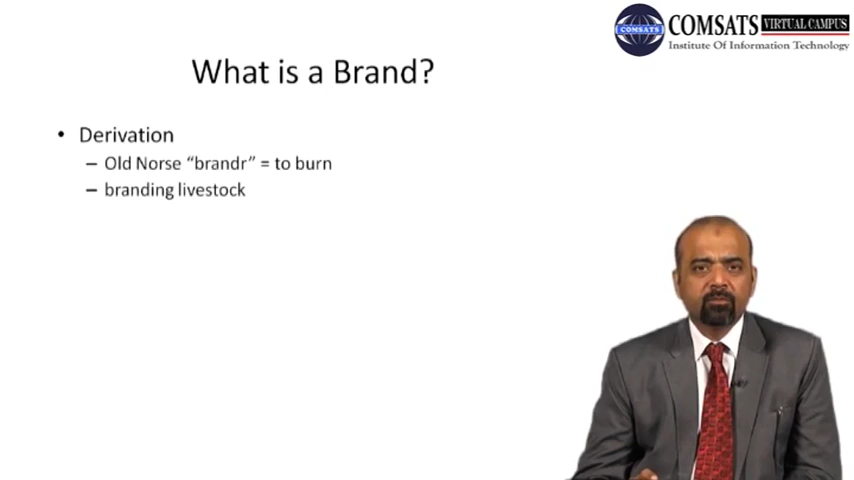 COMSATS VIRTUAL CAMPUS
Institute Of Information Technology
COMSATS
What is a Brand?
• Derivation
– Old Norse “brandr” = to burn
– branding livestock